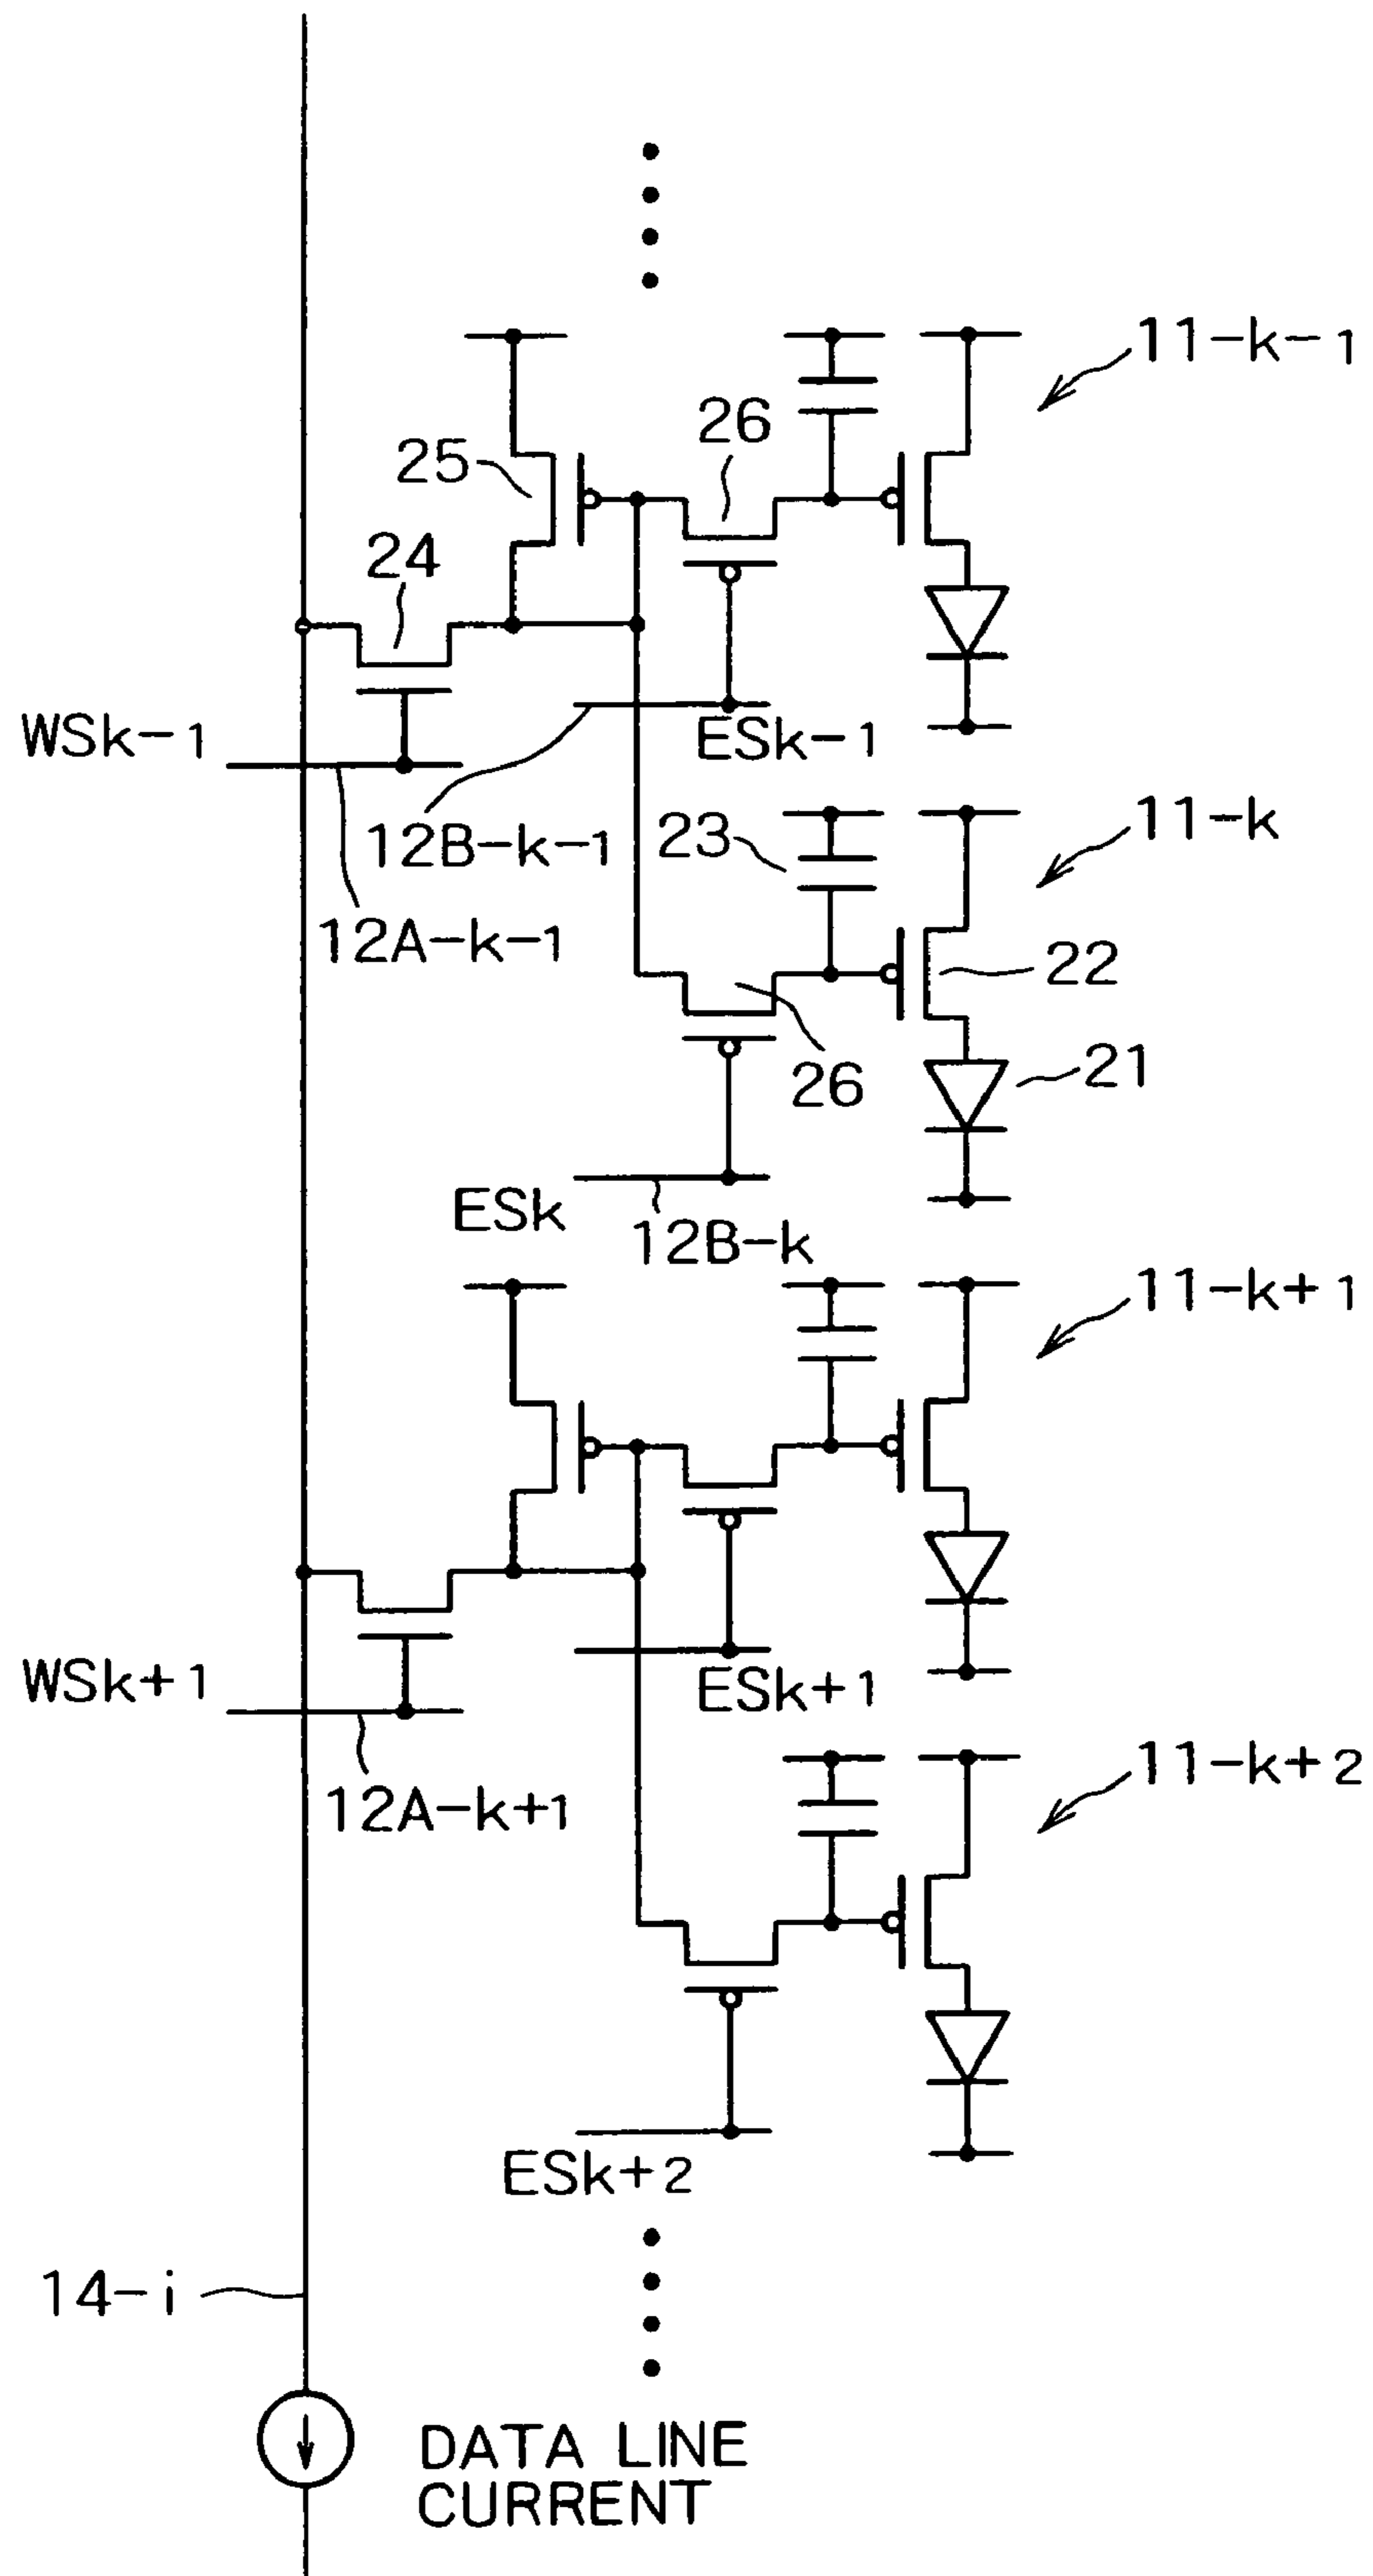 11-k-1
26
25
24
WSk-1
ESk-1
12B-k-1
23
11-k
12A-k-1
22
26
21
ESk
12B-k
11-k+1
WSk+1
ESk+1
11-k+2
12A-k+1
ESk+2
14-i
DATA LINE
CURRENT